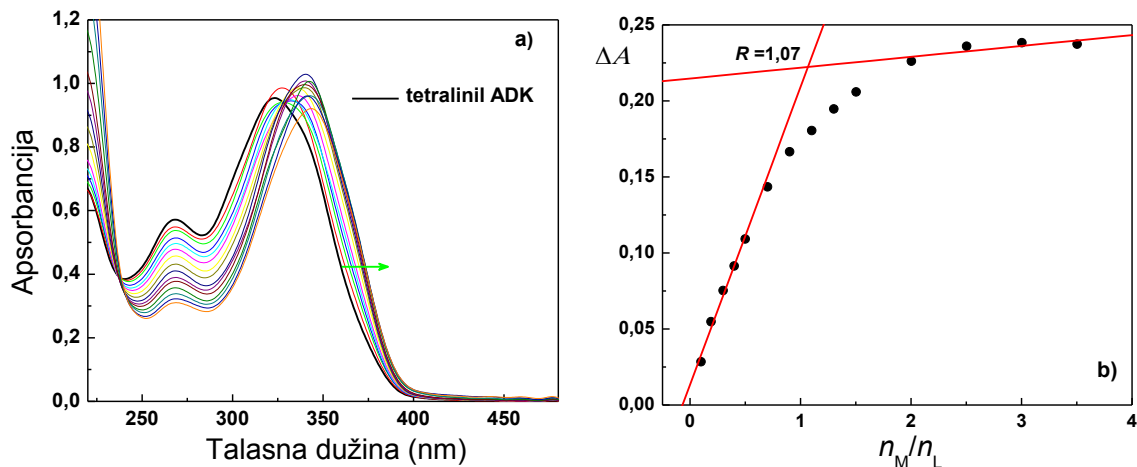 a)
tetralinil ADK
1,2
1,0
0,8
0,6
0,4
0,2
0,0
Apsorbancija
250 300 350 400 450
Talasna dužina (nm)
R =1,07
ΔA
0,25
0,20
0,15
0,10
0,05
0,00
b)
0 1 2 3 4
nM/nL